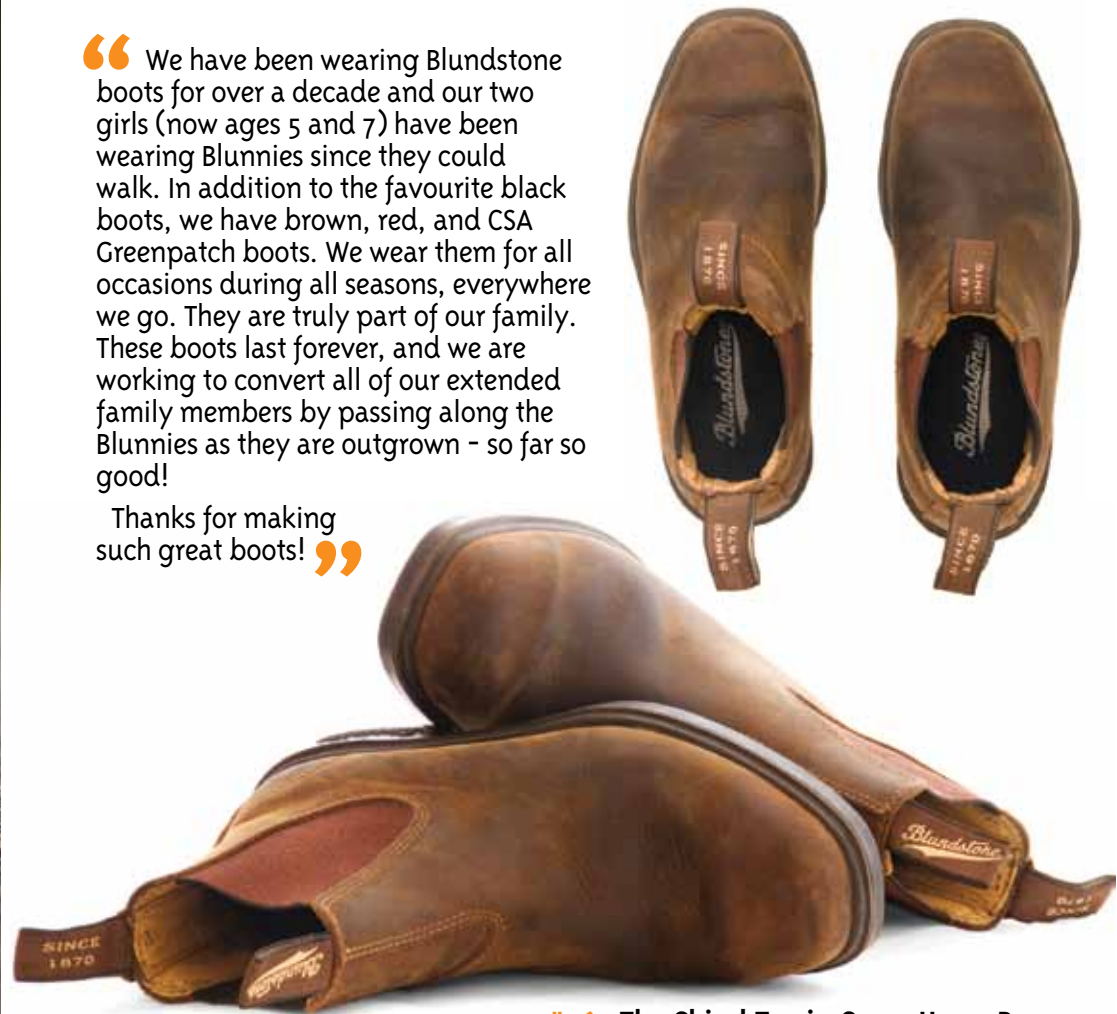 “ We have been wearing Blundstone
boots for over a decade and our two
girls (now ages 5 and 7) have been
wearing Blunnies since they could
walk. In addition to the favourite black
boots, we have brown, red, and CSA
Greenpatch boots. We wear them for all
occasions during all seasons, everywhere
we go. They are truly part of our family.
These boots last forever, and we are
working to convert all of our extended
family members by passing along the
Blunnies as they are outgrown - so far so
good!
Thanks for making
such great boots! ”
SINCE
1870
SINCE
1870
Blundstone
Blundstone
SINCE
1870
SINCE
1870
Blundstone
SINCE
1870
SINCE
1870
Blundstone